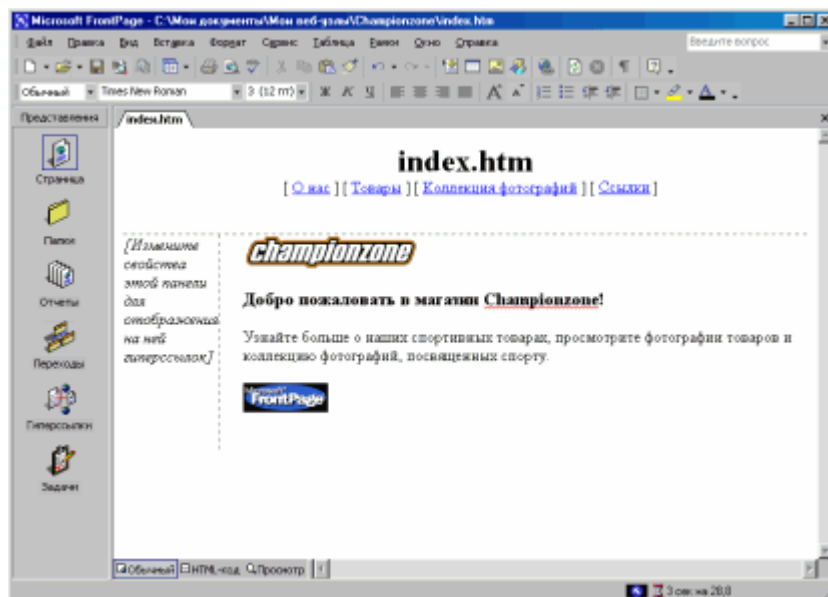 Microsoft FrontPage - C:\Мои документы\Мои веб-узлы\Championzone\index.htm
Файл Правка Вид Вставка Формат Сервис Таблица Рамки Окно Справка Введите вопрос
Обычный Times New Roman 3 (12 пт) Ж К Ч
Представления index.htm
Страница
Папки
Отчеты
Переходы
Гиперссылки
Задачи
index.htm
[ О нас ] [ Товары ] [ Коллекция фотографий ] [ Ссылки ]
[Измените
свойства
этой панели
для
отображения
на ней
гиперссылок]
championzone
Добро пожаловать в магазин Championzone!
Узнайте больше о наших спортивных товарах, просмотрите фотографии товаров и
коллекцию фотографий, посвященных спорту.
Microsoft
FrontPage
Обычный HTML-код Просмотр
3 сек на 28,8